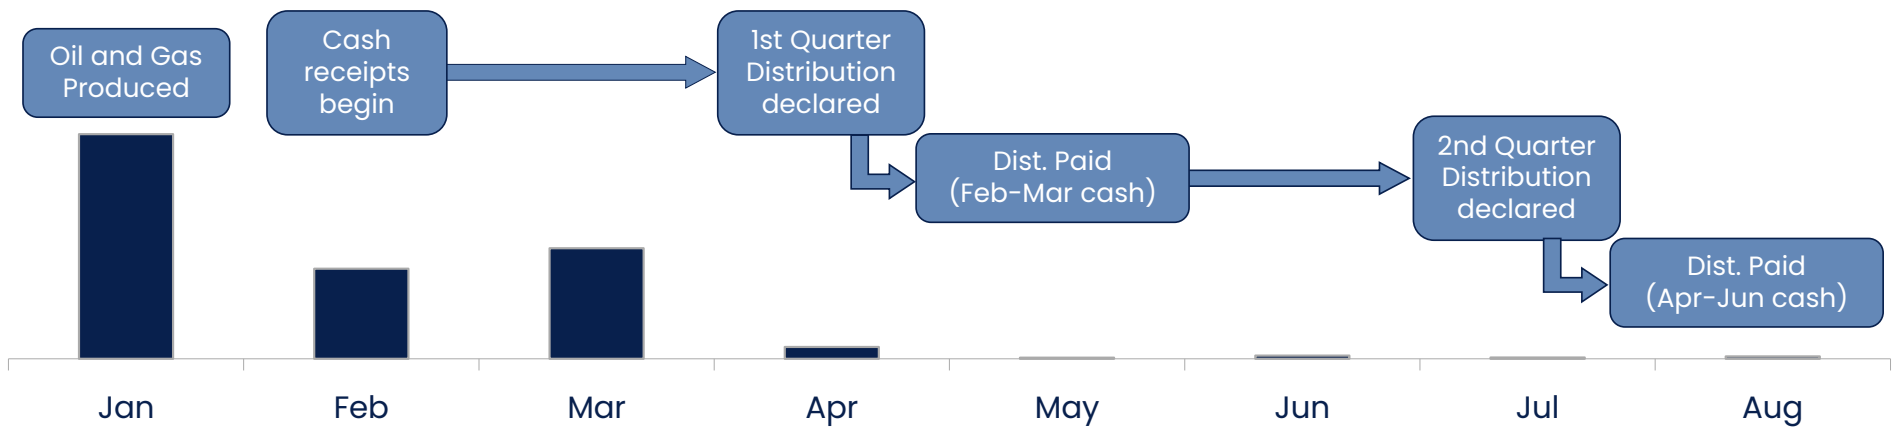 Oil and Gas
Produced
Cash
receipts
begin
1st Quarter
Distribution
declared
Dist. Paid
(Feb-Mar cash)
2nd Quarter
Distribution
declared
Dist. Paid
(Apr-Jun cash)
Jan
Feb
Mar
Apr
May
Jun
Jul
Aug